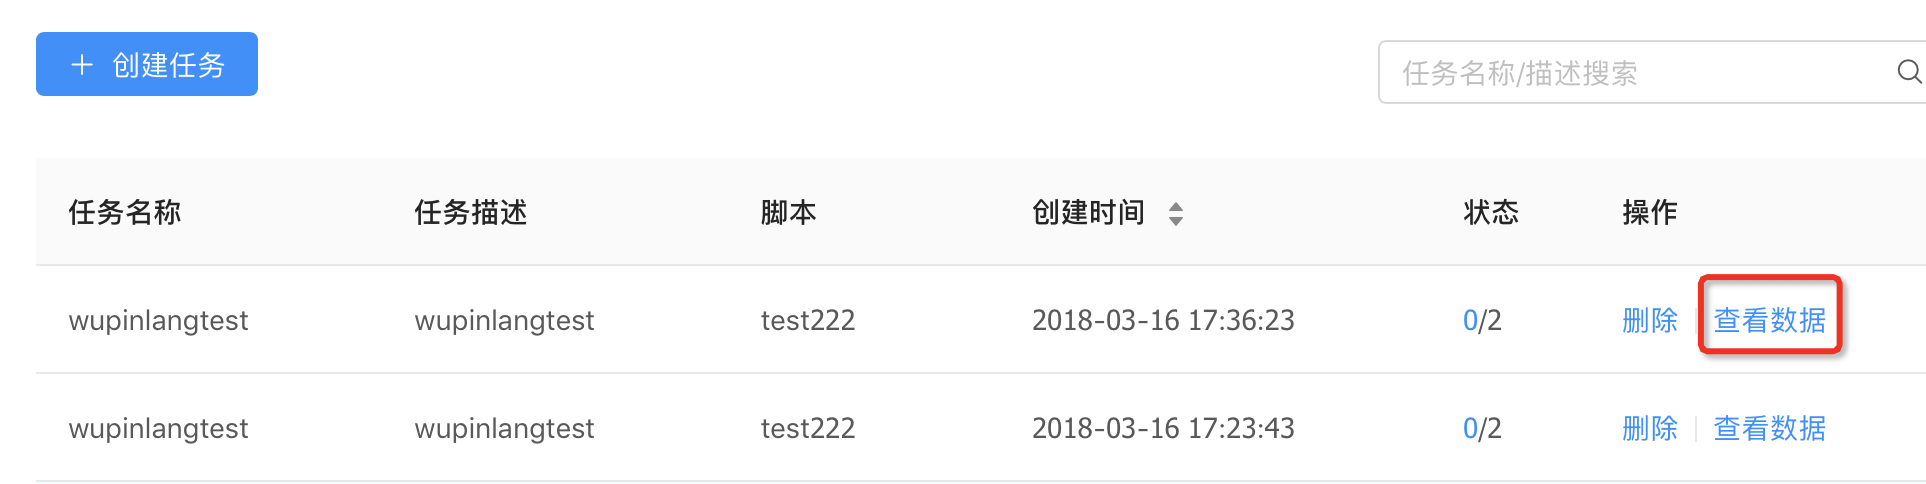 + 创建任务
任务名称/描述搜索
任务名称 任务描述 脚本 创建时间 状态 操作
wupinlangtest wupinlangtest test222 2018-03-16 17:36:23 0/2 删除 查看数据
wupinlangtest wupinlangtest test222 2018-03-16 17:23:43 0/2 删除 查看数据